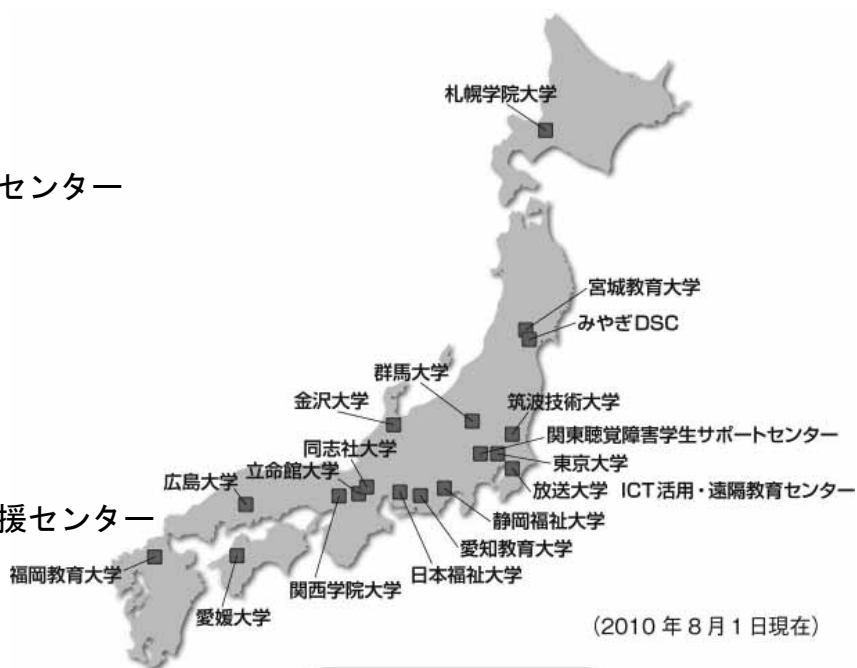 札幌学院大学
センター
宮城教育大学
みやぎDSC
群馬大学
金沢大学
筑波技術大学
関東聴覚障害学生サポートセンター
同志社大学
東京大学
立命館大学
広島大学
放送大学 ICT活用・遠隔教育センター
援センター
静岡福祉大学
愛知教育大学
福岡教育大学
日本福祉大学
関西学院大学
愛媛大学
(2010年8月1日現在)